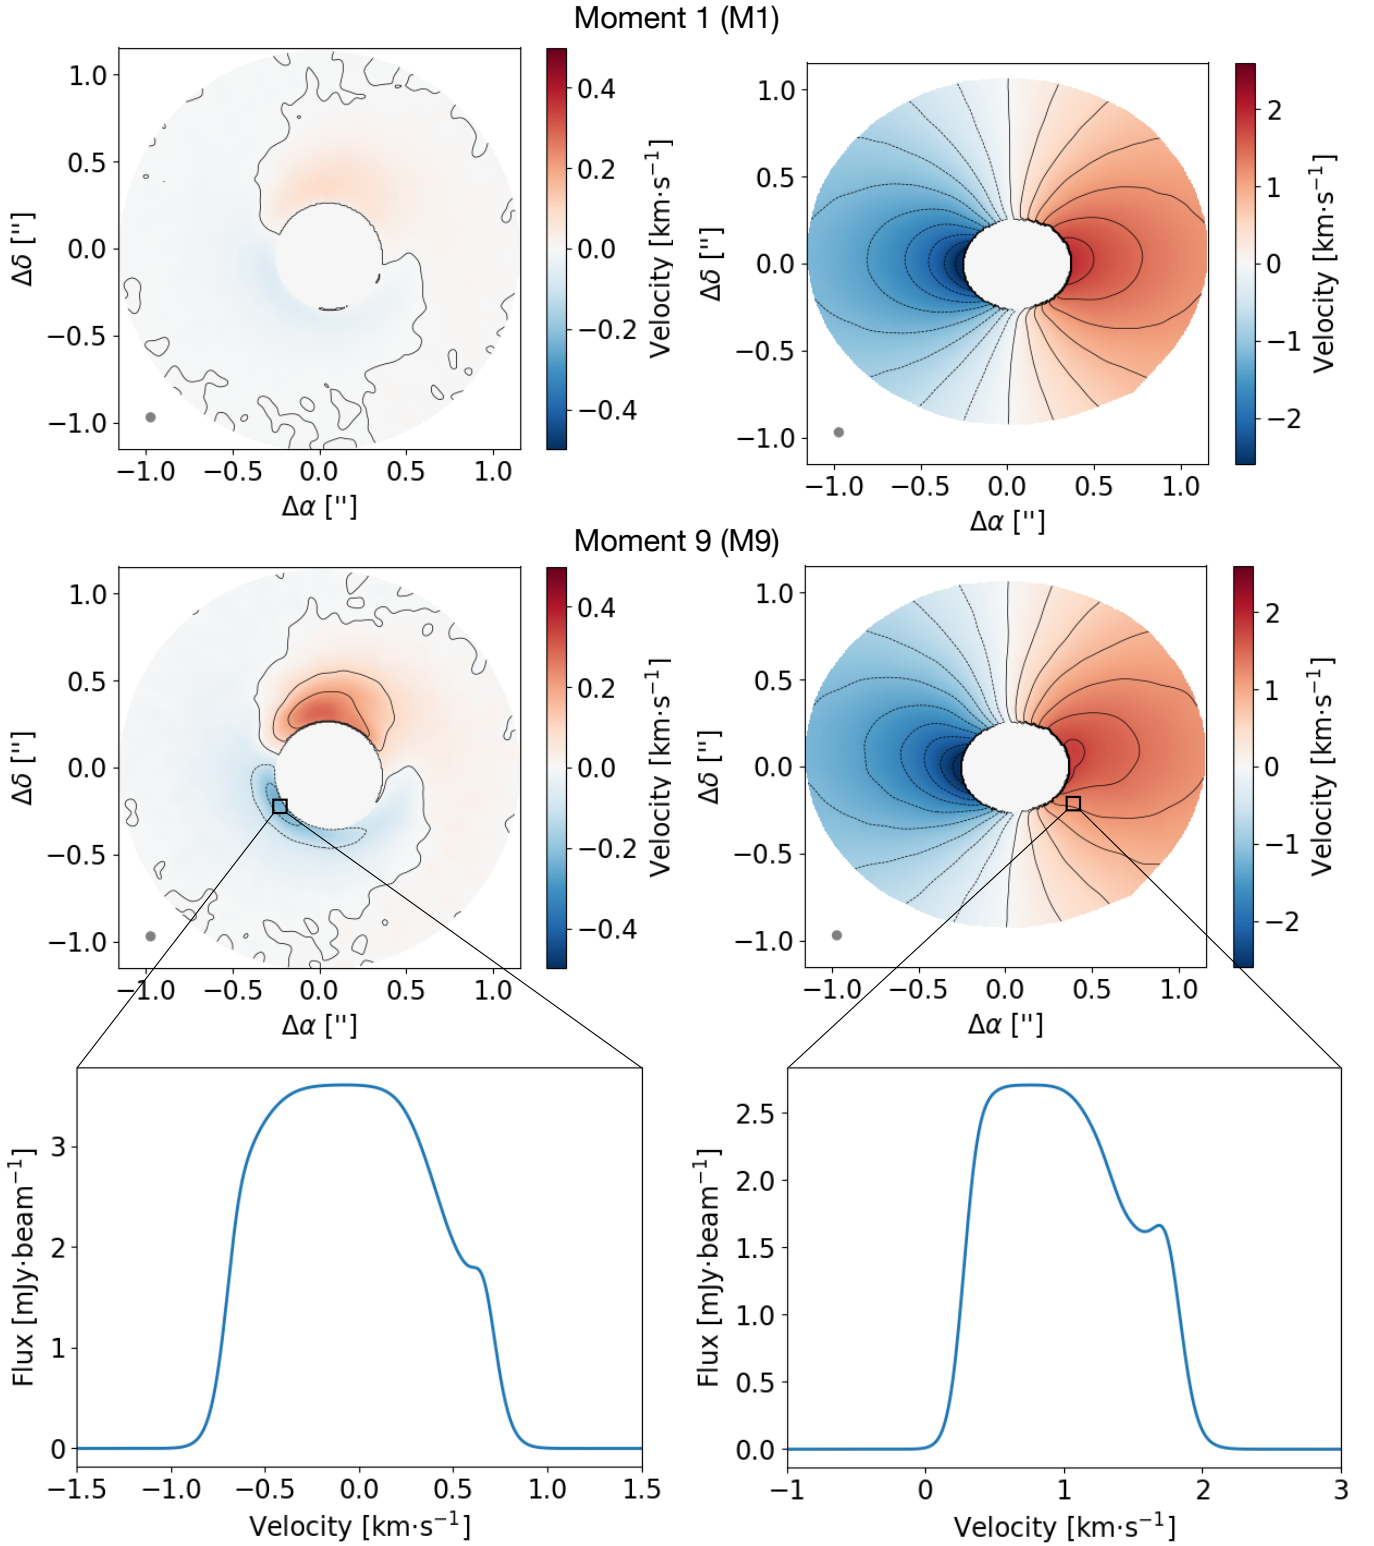 Moment 1 (M1)
1.0
0.5
0.0
−0.5
−1.0
Δδ ["]
−1.0 −0.5 0.0 0.5 1.0
Δα ["]
0.4
0.2
0.0
−0.2
−0.4
Velocity [km·s⁻¹]
1.0
0.5
0.0
−0.5
−1.0
Δδ ["]
−1.0 −0.5 0.0 0.5 1.0
Δα ["]
2
1
0
−1
−2
Velocity [km·s⁻¹]
Moment 9 (M9)
1.0
0.5
0.0
−0.5
−1.0
Δδ ["]
−1.0 −0.5 0.0 0.5 1.0
Δα ["]
0.4
0.2
0.0
−0.2
−0.4
Velocity [km·s⁻¹]
1.0
0.5
0.0
−0.5
−1.0
Δδ ["]
−1.0 −0.5 0.0 0.5 1.0
Δα ["]
2
1
0
−1
−2
Velocity [km·s⁻¹]
3
2
1
0
Flux [mJy·beam⁻¹]
−1.5 −1.0 −0.5 0.0 0.5 1.0 1.5
Velocity [km·s⁻¹]
2.5
2.0
1.5
1.0
0.5
0.0
Flux [mJy·beam⁻¹]
−1 0 1 2 3
Velocity [km·s⁻¹]